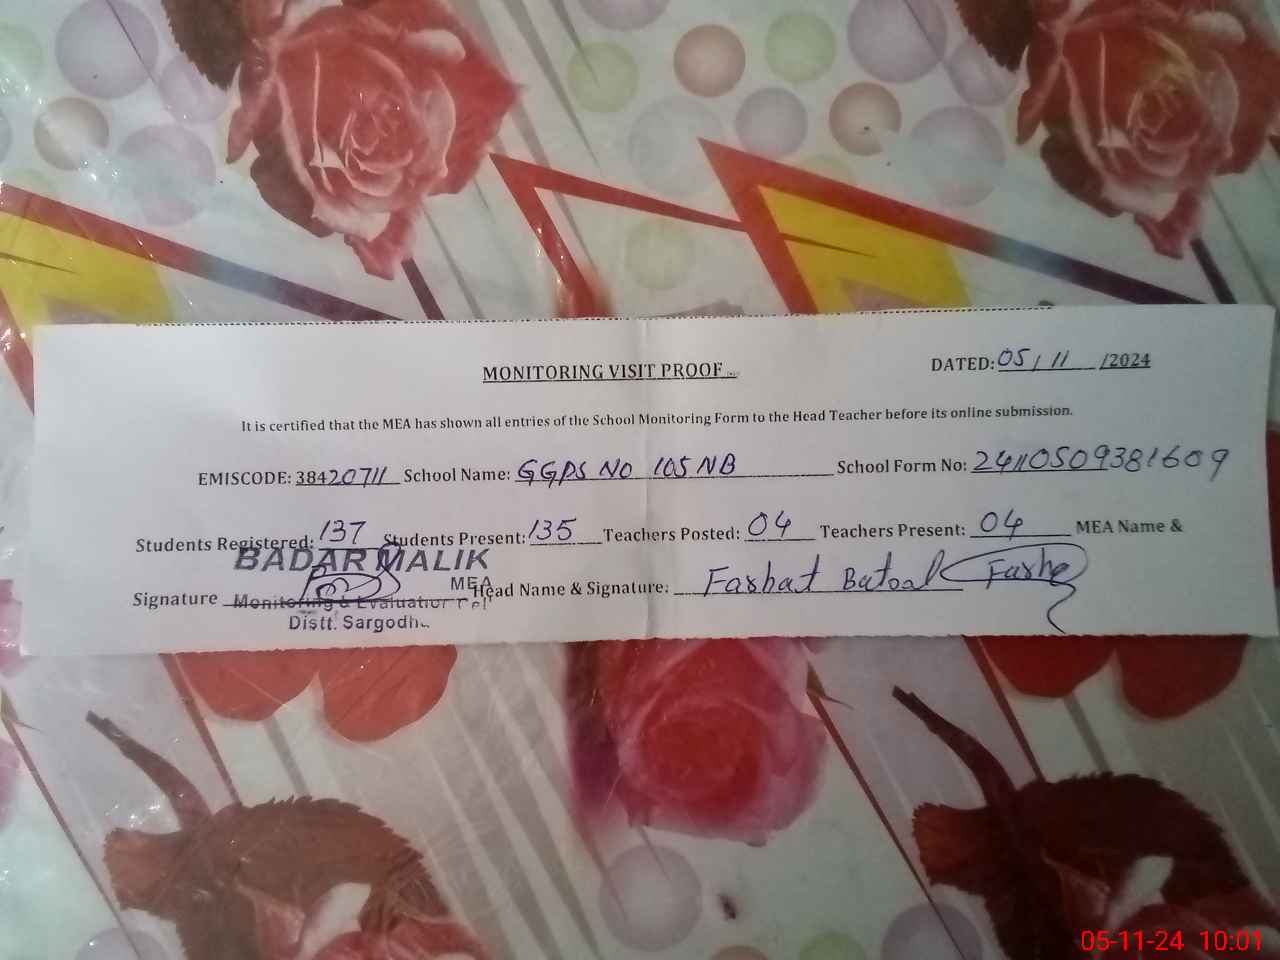 MONITORING VISIT PROOF
DATED: 05/11/2024
It is certified that the MEA has shown all entries of the School Monitoring Form to the Head Teacher before its online submission.
EMISCODE: 38420711 School Name: GGPS NO 105 NB School Form No: 24110509381609
Students Registered: 137 Students Present: 135 Teachers Posted: 04 Teachers Present: 04 MEA Name &
BADAR MALIK
MEA
Signature Head Name & Signature: Farhat Batool
Monitoring & Evaluation
Distt. Sargodha
05-11-24 10:01